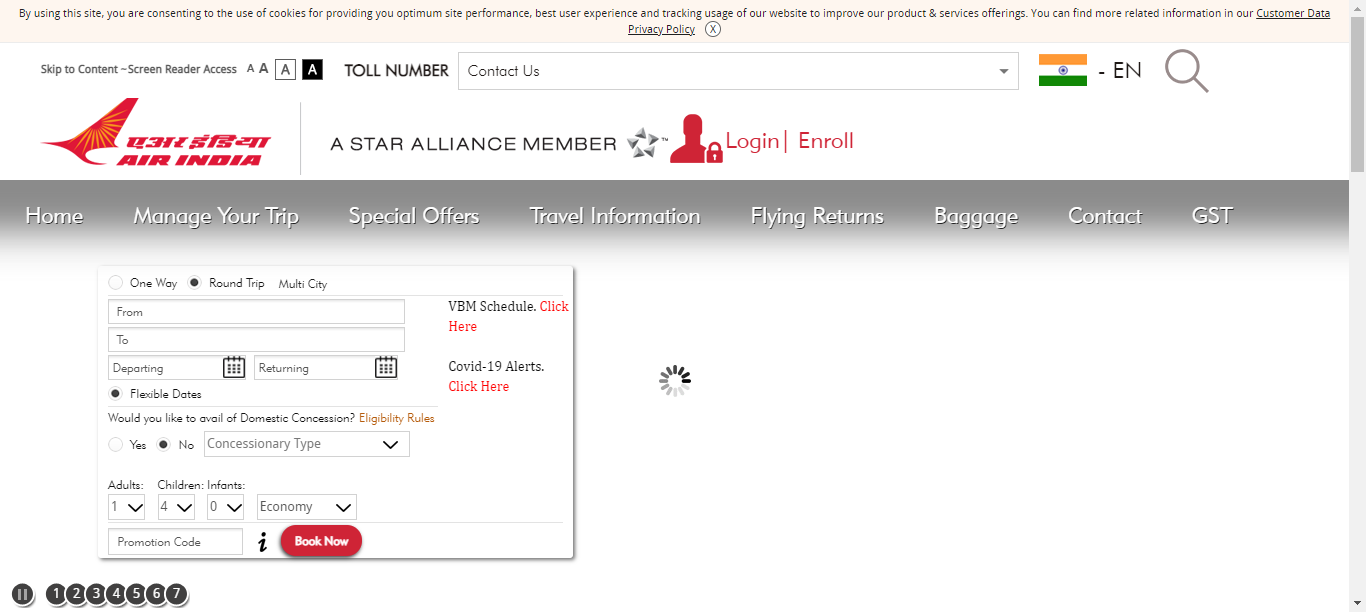 By using this site, you are consenting to the use of cookies for providing you optimum site performance, best user experience and tracking usage of our website to improve our product & services offerings. You can find more related information in our Customer Data
Privacy Policy X
Skip to Content ~Screen Reader Access A A A A TOLL NUMBER Contact Us - EN
एअर इंडिया
AIR INDIA
A STAR ALLIANCE MEMBER ™ Login| Enroll
Home Manage Your Trip Special Offers Travel Information Flying Returns Baggage Contact GST
One Way Round Trip Multi City
From
To
Departing Returning
Flexible Dates
VBM Schedule. Click
Here
Covid-19 Alerts.
Click Here
Would you like to avail of Domestic Concession? Eligibility Rules
Yes No Concessionary Type
Adults: Children: Infants:
1 4 0 Economy
Promotion Code i Book Now
1 2 3 4 5 6 7